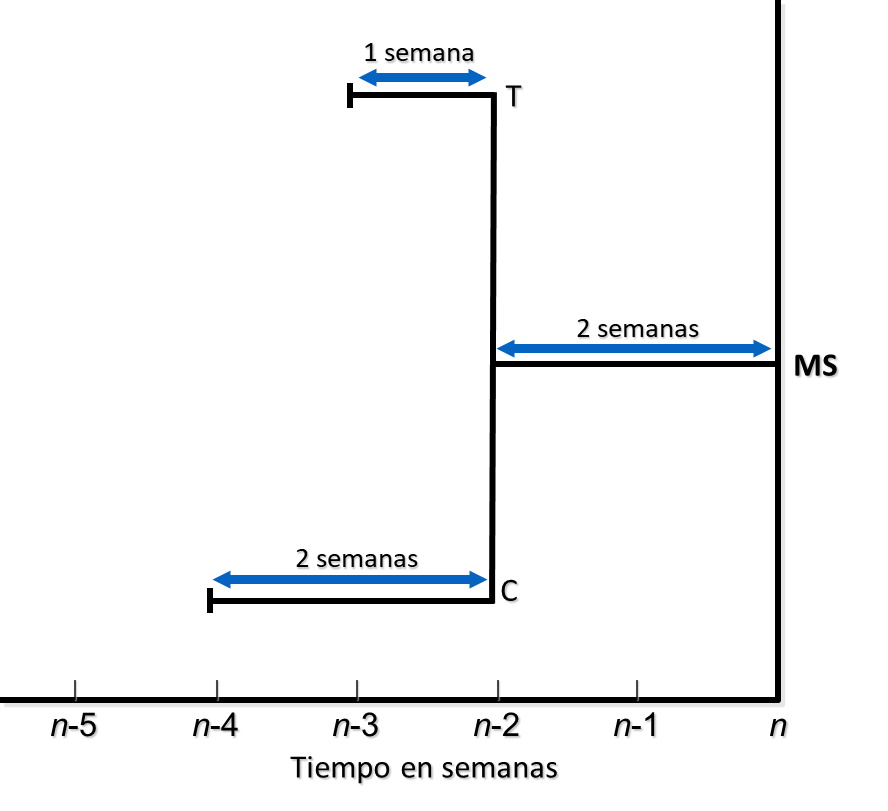 1 semana
T
2 semanas
MS
2 semanas
C
n-5 n-4 n-3 n-2 n-1 n
Tiempo en semanas